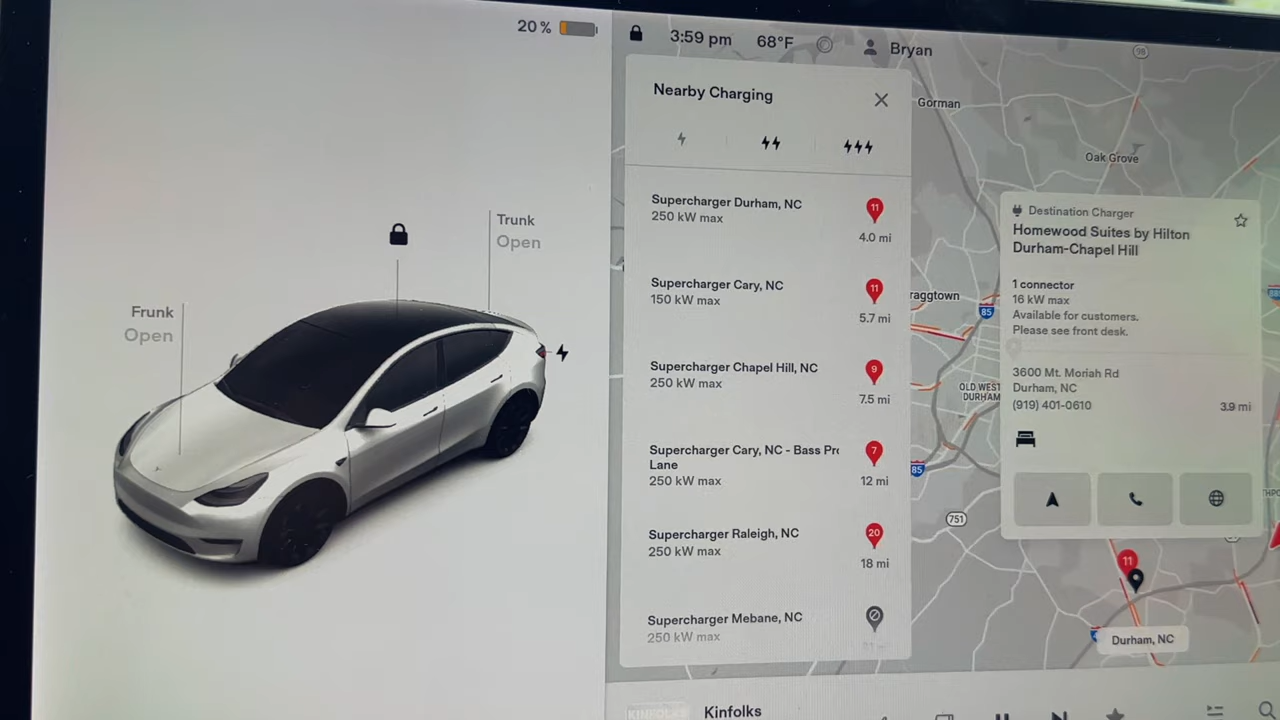 20 %
3:59 pm
68°F
Bryan
Trunk
Open
Frunk
Open
Nearby Charging
Supercharger Durham, NC
250 kW max
11
4.0 mi
Supercharger Cary, NC
150 kW max
11
5.7 mi
Supercharger Chapel Hill, NC
250 kW max
9
7.5 mi
Supercharger Cary, NC - Bass Pro
Lane
250 kW max
7
12 mi
Supercharger Raleigh, NC
250 kW max
20
18 mi
Supercharger Mebane, NC
250 kW max
98
Gorman
Oak Grove
raggtown
85
OLD WEST
DURHAM
85
751
Destination Charger
Homewood Suites by Hilton
Durham-Chapel Hill
1 connector
16 kW max
Available for customers.
Please see front desk.
3600 Mt. Moriah Rd
Durham, NC
(919) 401-0610
3.9 mi
11
Durham, NC
KINFOLKS
Kinfolks